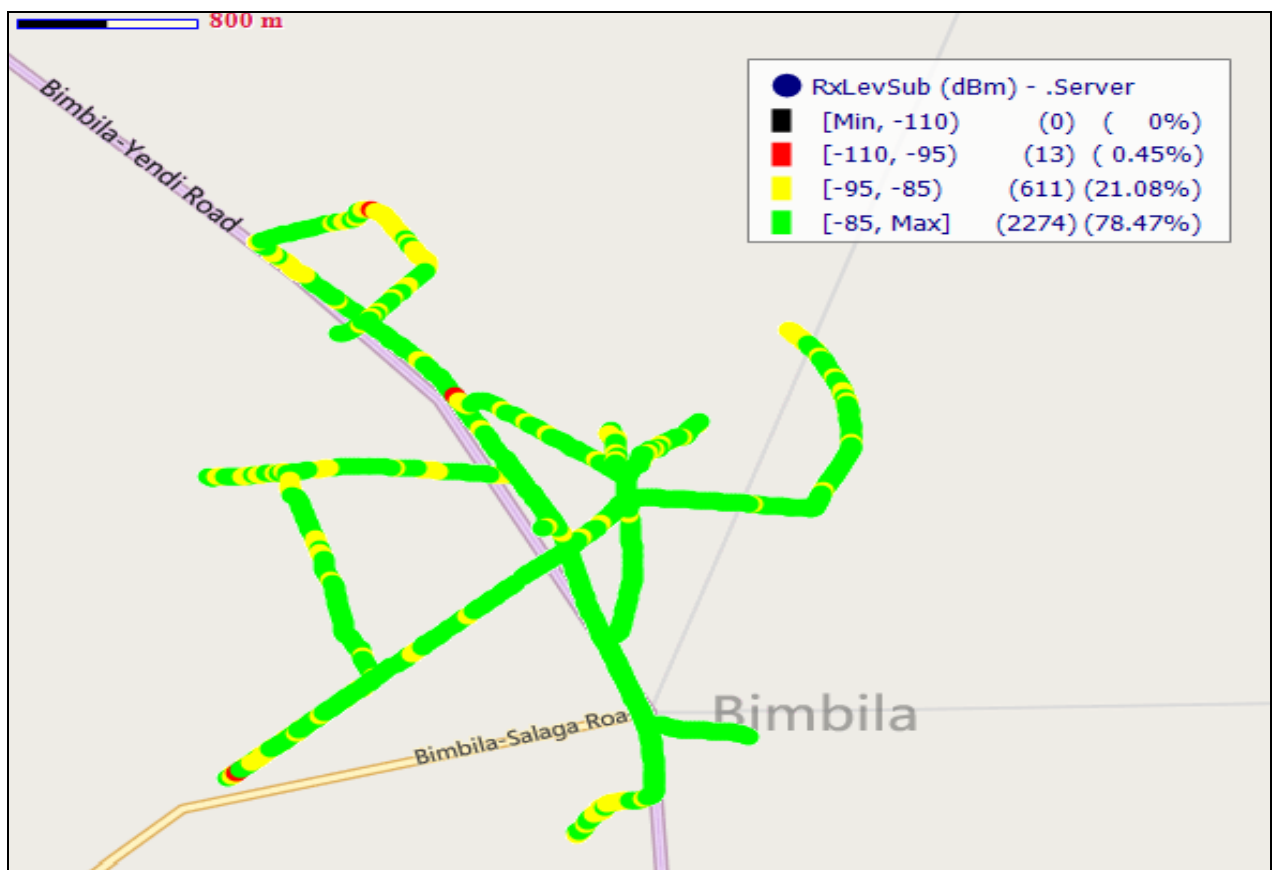 800 m
Bimbila-Yendi Road
RxLevSub (dBm) - .Server
[Min, -110) (0) ( 0%)
[-110, -95) (13) ( 0.45%)
[-95, -85) (611) (21.08%)
[-85, Max] (2274) (78.47%)
Bimbila
Bimbila-Salaga Roa